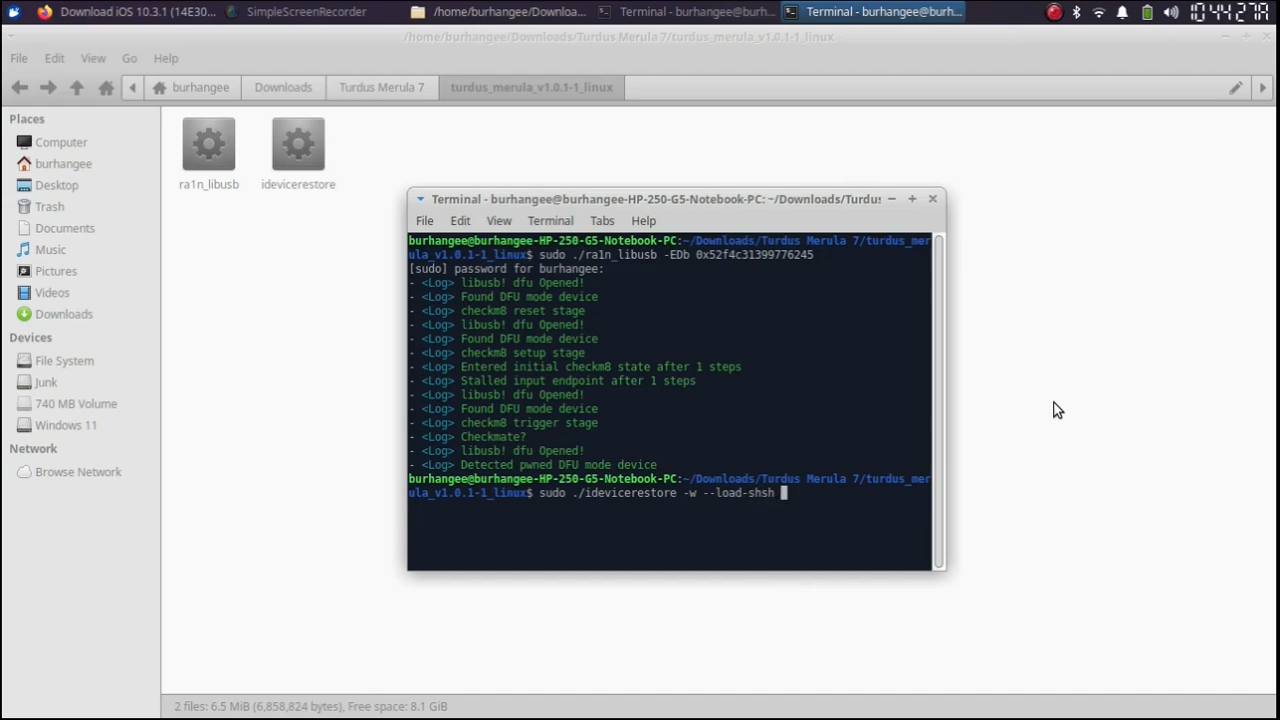 Download iOS 10.3.1 (14E30...
SimpleScreenRecorder
/home/burhangee/Downloa...
Terminal - burhangee@burh...
Terminal - burhangee@burh...
10:44:27A
/home/burhangee/Downloads/Turdus Merula 7/turdus_merula_v1.0.1-1_linux
File Edit View Go Help
burhangee
Downloads
Turdus Merula 7
turdus_merula_v1.0.1-1_linux
Places
Computer
burhangee
Desktop
Trash
Documents
Music
Pictures
Videos
Downloads
Devices
File System
Junk
740 MB Volume
Windows 11
Network
Browse Network
ra1n_libusb
idevicerestore
Terminal - burhangee@burhangee-HP-250-G5-Notebook-PC: ~/Downloads/Turdus
File Edit View Terminal Tabs Help
burhangee@burhangee-HP-250-G5-Notebook-PC:~/Downloads/Turdus Merula 7/turdus_mer
ula_v1.0.1-1_linux$ sudo ./ra1n_libusb -EDb 0x52f4c31399776245
[sudo] password for burhangee:
- <Log> libusb! dfu Opened!
- <Log> Found DFU mode device
- <Log> checkm8 reset stage
- <Log> libusb! dfu Opened!
- <Log> Found DFU mode device
- <Log> checkm8 setup stage
- <Log> Entered initial checkm8 state after 1 steps
- <Log> Stalled input endpoint after 1 steps
- <Log> libusb! dfu Opened!
- <Log> Found DFU mode device
- <Log> checkm8 trigger stage
- <Log> Checkmate?
- <Log> libusb! dfu Opened!
- <Log> Detected pwned DFU mode device
burhangee@burhangee-HP-250-G5-Notebook-PC:~/Downloads/Turdus Merula 7/turdus_mer
ula_v1.0.1-1_linux$ sudo ./idevicerestore -w --load-shsh
2 files: 6.5 MiB (6,858,824 bytes), Free space: 8.1 GiB